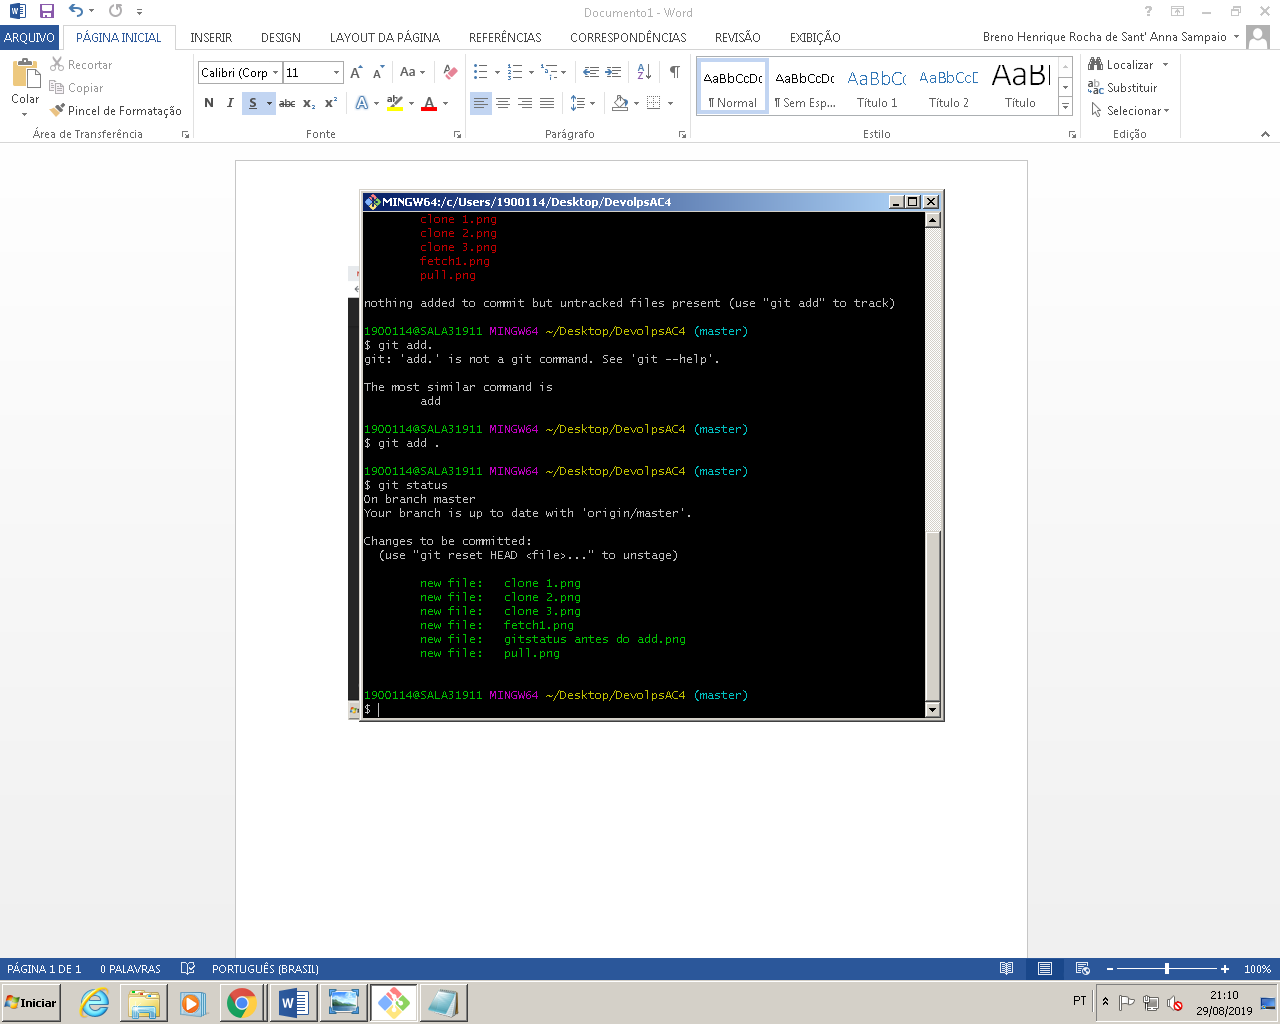 Documento1 - Word
ARQUIVO
PÁGINA INICIAL
INSERIR
DESIGN
LAYOUT DA PÁGINA
REFERÊNCIAS
CORRESPONDÊNCIAS
REVISÃO
EXIBIÇÃO
Breno Henrique Rocha de Sant' Anna Sampaio
Colar
Recortar
Copiar
Pincel de Formatação
Área de Transferência
Calibri (Corp
11
Aa
N I S abc x₂ x²
Fonte
Parágrafo
AaBbCcDc
¶ Normal
AaBbCcDc
¶ Sem Esp...
AaBbCc
Título 1
AaBbCcD
Título 2
AaBl
Título
Estilo
Localizar
Substituir
Selecionar
Edição
MINGW64:/c/Users/1900114/Desktop/DevolpsAC4
clone 1.png
clone 2.png
clone 3.png
fetch1.png
pull.png
nothing added to commit but untracked files present (use "git add" to track)
1900114@SALA31911 MINGW64 ~/Desktop/DevolpsAC4 (master)
$ git add.
git: 'add.' is not a git command. See 'git --help'.
The most similar command is
add
1900114@SALA31911 MINGW64 ~/Desktop/DevolpsAC4 (master)
$ git add .
1900114@SALA31911 MINGW64 ~/Desktop/DevolpsAC4 (master)
$ git status
On branch master
Your branch is up to date with 'origin/master'.
Changes to be committed:
(use "git reset HEAD <file>..." to unstage)
new file:   clone 1.png
new file:   clone 2.png
new file:   clone 3.png
new file:   fetch1.png
new file:   gitstatus antes do add.png
new file:   pull.png
1900114@SALA31911 MINGW64 ~/Desktop/DevolpsAC4 (master)
$
PÁGINA 1 DE 1
0 PALAVRAS
PORTUGUÊS (BRASIL)
100%
Iniciar
PT
21:10
29/08/2019